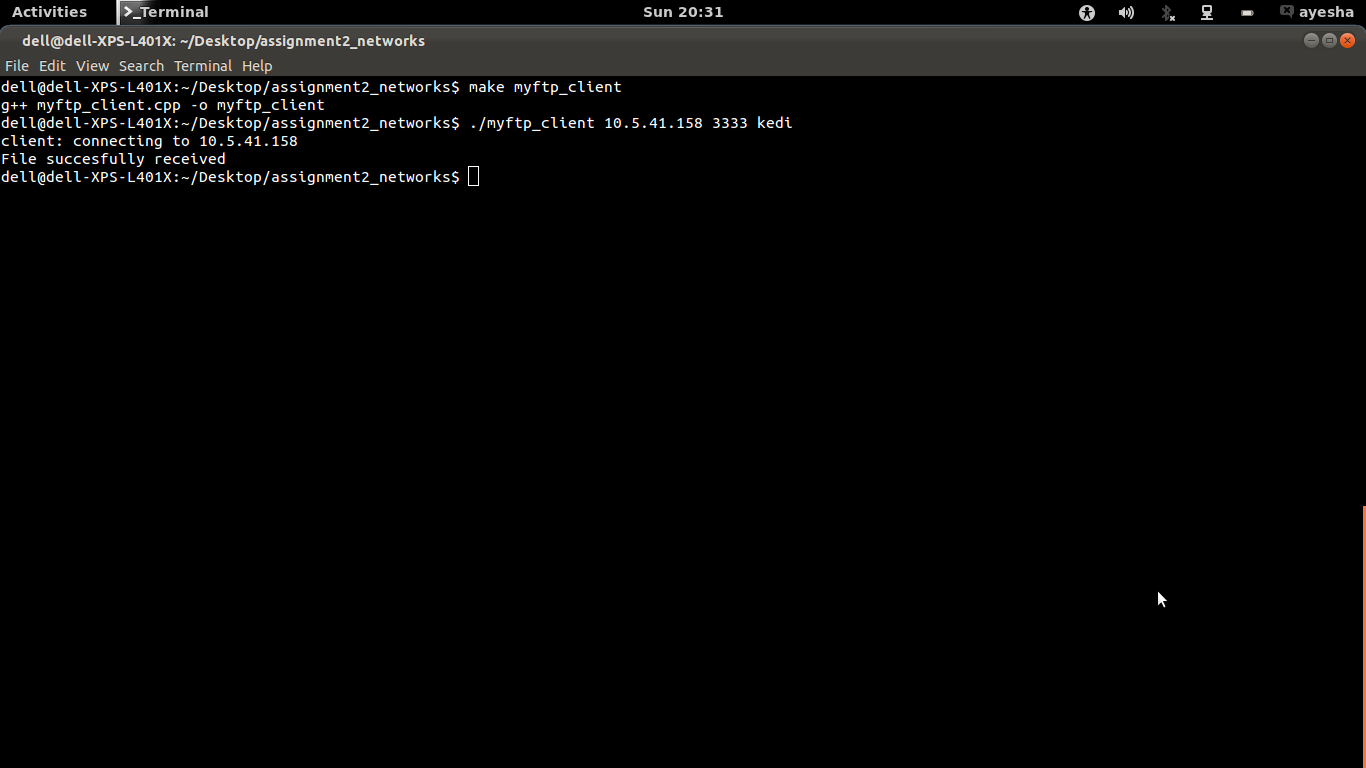 Activities >_Terminal Sun 20:31 ayesha
dell@dell-XPS-L401X: ~/Desktop/assignment2_networks
File Edit View Search Terminal Help
dell@dell-XPS-L401X:~/Desktop/assignment2_networks$ make myftp_client
g++ myftp_client.cpp -o myftp_client
dell@dell-XPS-L401X:~/Desktop/assignment2_networks$ ./myftp_client 10.5.41.158 3333 kedi
client: connecting to 10.5.41.158
File succesfully received
dell@dell-XPS-L401X:~/Desktop/assignment2_networks$